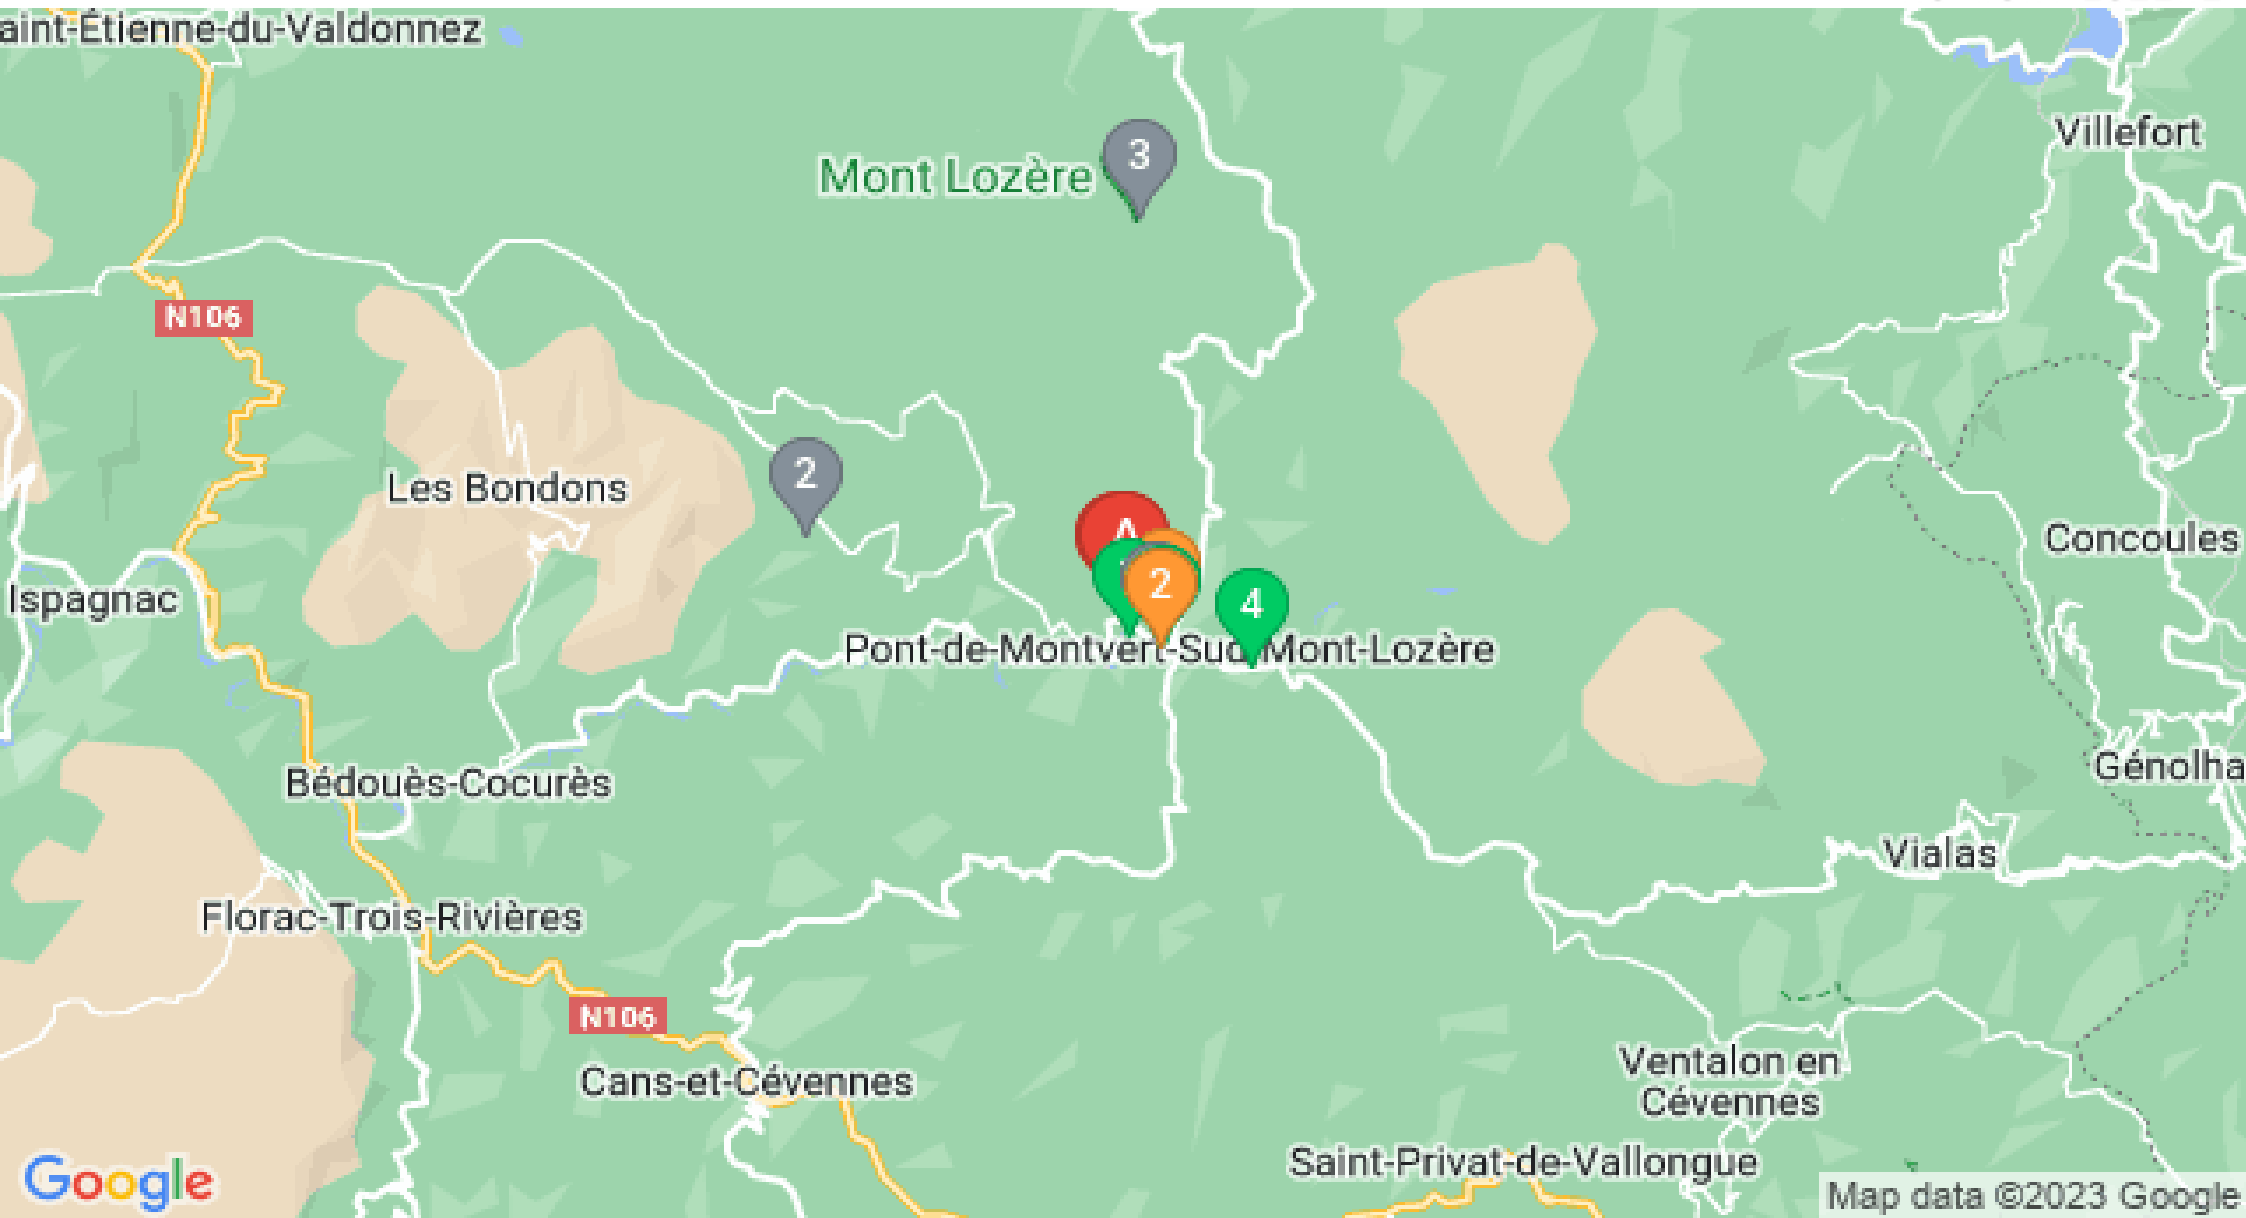 aint-Étienne-du-Valdonnez
Villefort
3
Mont Lozère
N106
2
Les Bondons
Concoules
A
2
4
Ispagnac
Pont-de-Montvert-Sud Mont-Lozère
Génolha
Bédouès-Cocurès
Vialas
Florac-Trois-Rivières
N106
Ventalon en
Cévennes
Cans-et-Cévennes
Saint-Privat-de-Vallongue
Google
Map data ©2023 Google